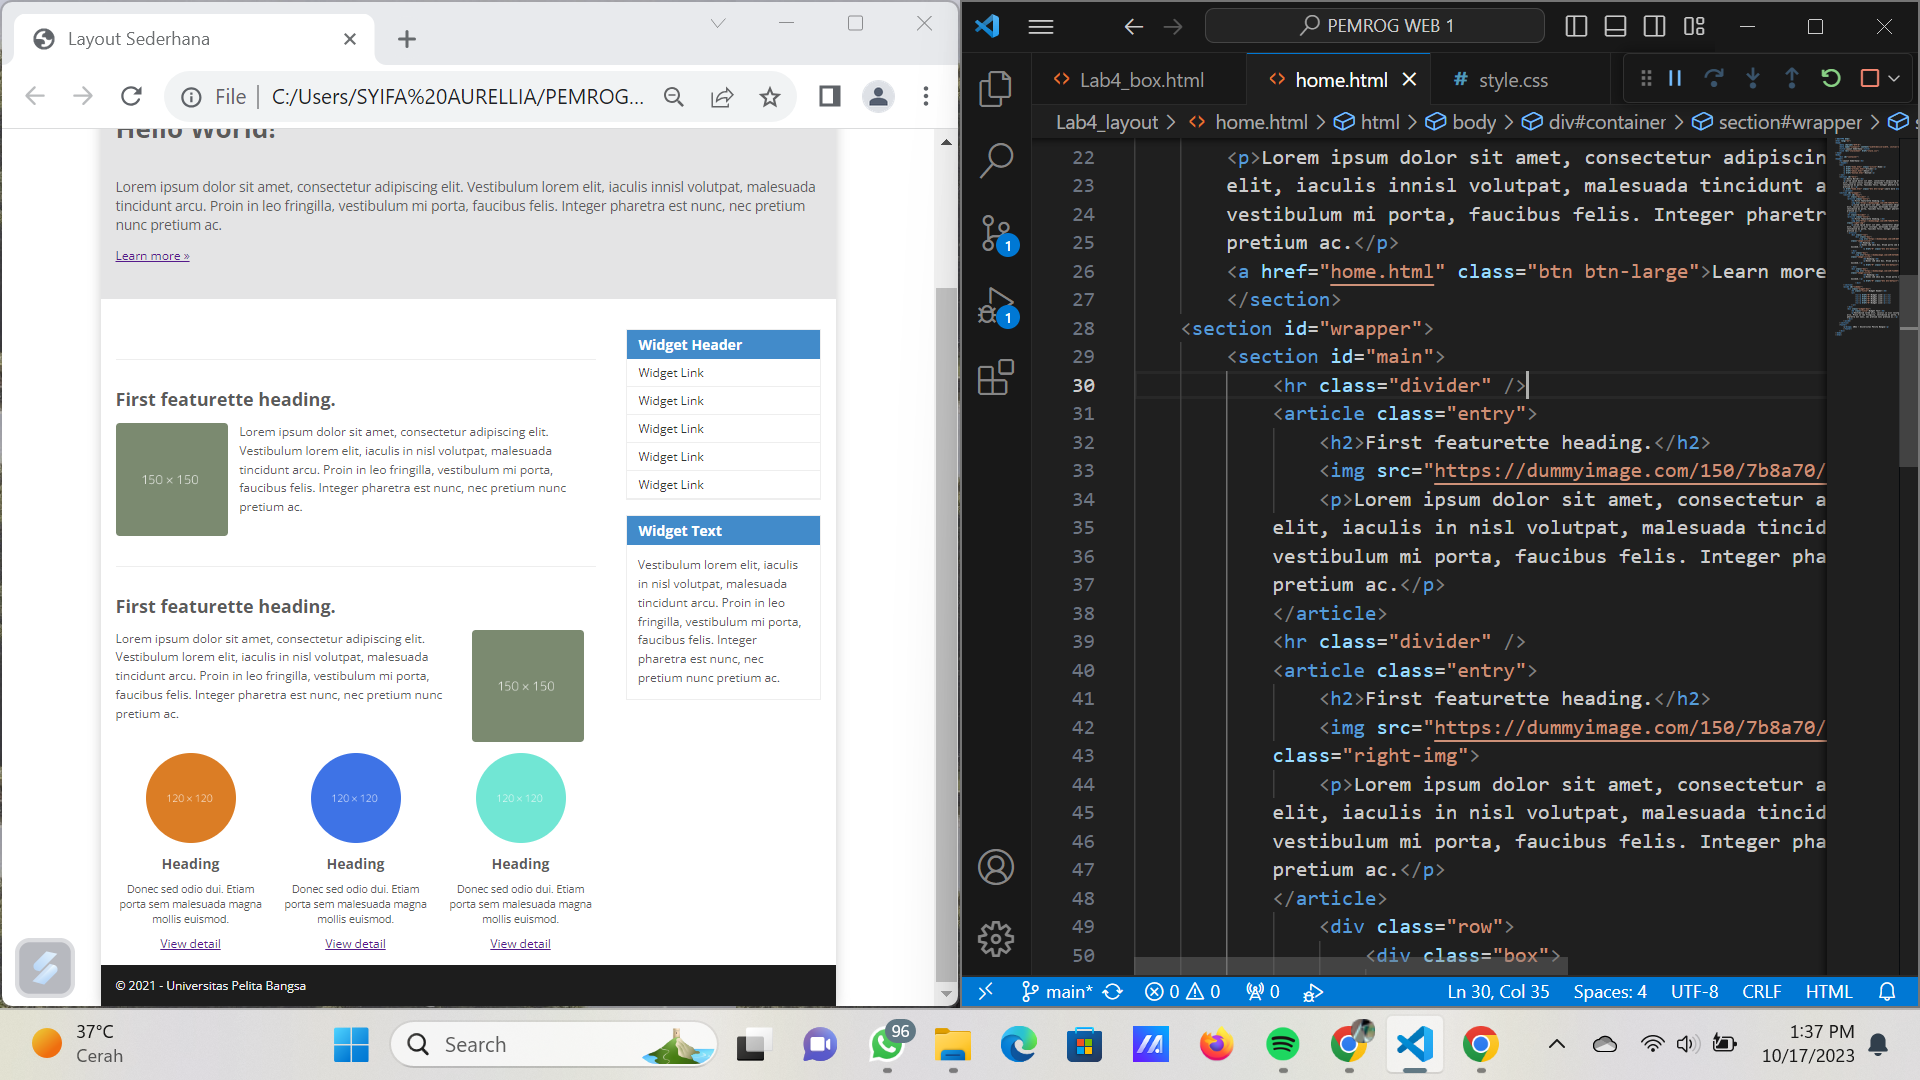 Layout Sederhana
File
C:/Users/SYIFA%20AURELLIA/PEMROG...
Hello World!
Lorem ipsum dolor sit amet, consectetur adipiscing elit. Vestibulum lorem elit, iaculis innisl volutpat, malesuada
tincidunt arcu. Proin in leo fringilla, vestibulum mi porta, faucibus felis. Integer pharetra est nunc, nec pretium
nunc pretium ac.
Learn more »
First featurette heading.
150 × 150
Lorem ipsum dolor sit amet, consectetur adipiscing elit.
Vestibulum lorem elit, iaculis in nisl volutpat, malesuada
tincidunt arcu. Proin in leo fringilla, vestibulum mi porta,
faucibus felis. Integer pharetra est nunc, nec pretium nunc
pretium ac.
First featurette heading.
Lorem ipsum dolor sit amet, consectetur adipiscing elit.
Vestibulum lorem elit, iaculis in nisl volutpat, malesuada
tincidunt arcu. Proin in leo fringilla, vestibulum mi porta,
faucibus felis. Integer pharetra est nunc, nec pretium nunc
pretium ac.
150 × 150
120 × 120
120 × 120
120 × 120
Heading
Heading
Heading
Donec sed odio dui. Etiam
porta sem malesuada magna
mollis euismod.
Donec sed odio dui. Etiam
porta sem malesuada magna
mollis euismod.
Donec sed odio dui. Etiam
porta sem malesuada magna
mollis euismod.
View detail
View detail
View detail
Widget Header
Widget Link
Widget Link
Widget Link
Widget Link
Widget Link
Widget Text
Vestibulum lorem elit, iaculis
in nisl volutpat, malesuada
tincidunt arcu. Proin in leo
fringilla, vestibulum mi porta,
faucibus felis. Integer
pharetra est nunc, nec
pretium nunc pretium ac.
© 2021 - Universitas Pelita Bangsa
PEMROG WEB 1
Lab4_box.html
home.html
# style.css
Lab4_layout > home.html > html > body > div#container > section#wrapper >
1
1
22 <p>Lorem ipsum dolor sit amet, consectetur adipiscin
23 elit, iaculis innisl volutpat, malesuada tincidunt a
24 vestibulum mi porta, faucibus felis. Integer pharetr
25 pretium ac.</p>
26 <a href="home.html" class="btn btn-large">Learn more
27 </section>
28 <section id="wrapper">
29 <section id="main">
30 <hr class="divider" />
31 <article class="entry">
32 <h2>First featurette heading.</h2>
33 <img src="https://dummyimage.com/150/7b8a70/
34 <p>Lorem ipsum dolor sit amet, consectetur a
35 elit, iaculis in nisl volutpat, malesuada tincid
36 vestibulum mi porta, faucibus felis. Integer pha
37 pretium ac.</p>
38 </article>
39 <hr class="divider" />
40 <article class="entry">
41 <h2>First featurette heading.</h2>
42 <img src="https://dummyimage.com/150/7b8a70/
43 class="right-img">
44 <p>Lorem ipsum dolor sit amet, consectetur a
45 elit, iaculis in nisl volutpat, malesuada tincid
46 vestibulum mi porta, faucibus felis. Integer pha
47 pretium ac.</p>
48 </article>
49 <div class="row">
50 <div class="box">
main*
0
0
0
Ln 30, Col 35
Spaces: 4
UTF-8
CRLF
HTML
37°C
Cerah
Search
96
1:37 PM
10/17/2023